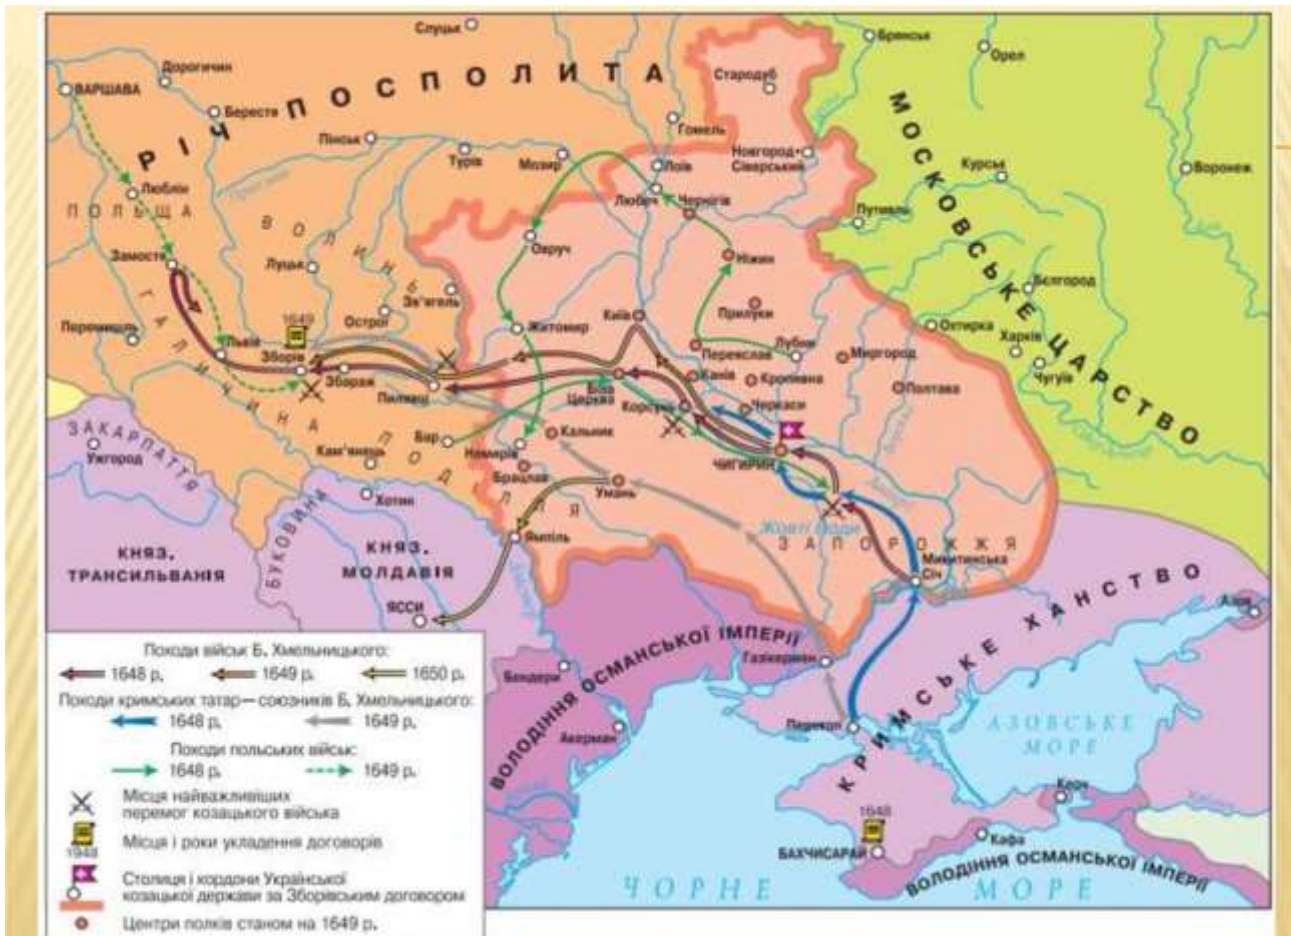 Слуцьк
Брянськ
Орел
Дорогичин
ВАРШАВА
Берестя
Стародуб
РІЧ ПОСПОЛИТА
Гомель
Пінськ
Турів
Мозир
Лоїв
Новгород-
Сіверський
МОСКОВСЬКЕ ЦАРСТВО
Курськ
Воронеж
Люблін
ПОЛЬЩА
Любеч
Чернігів
Путивль
ВОЛИНЬ
Замостя
Овруч
Ніжин
Луцьк
Бєлгород
Зв'ягель
Прилуки
Перемишль
ГАЛИЧИНА
1649
Острог
Житомир
Київ
Охтирка
Харків
Чугуїв
Львів
Зборів
Збараж
Пилявці
Переяслав
Лубни
Миргород
Біла
Церква
Канів
Кропивна
Полтава
Корсунь
Черкаси
ЗАКАРПАТТЯ
Ужгород
Кам'янець
Бар
ПОДІЛЛЯ
Немирів
Кальник
Брацлав
Умань
ЧИГИРИН
БУКОВИНА
Хотин
Ямпіль
Жовті Води
ЗАПОРОЖЖЯ
КНЯЗ.
ТРАНСИЛЬВАНІЯ
КНЯЗ.
МОЛДАВІЯ
Микитинська
Січ
ЯССИ
КРИМСЬКЕ ХАНСТВО
Азов
ВОЛОДІННЯ ОСМАНСЬКОЇ ІМПЕРІЇ
Газікермен
Бендери
Акерман
Перекоп
АЗОВСЬКЕ
МОРЕ
Керч
1648
Кафа
БАХЧИСАРАЙ
ВОЛОДІННЯ ОСМАНСЬКОЇ ІМПЕРІЇ
ЧОРНЕ МОРЕ
Походи військ Б. Хмельницького:
1648 р. 1649 р. 1650 р.
Походи кримських татар — союзників Б. Хмельницького:
1648 р. 1649 р.
Походи польських військ:
1648 р. 1649 р.
Місця найважливіших
перемог козацького війська
1948
Місця і роки укладення договорів
Столиця і кордони Української
козацької держави за Зборівським договором
Центри полків станом на 1649 р.